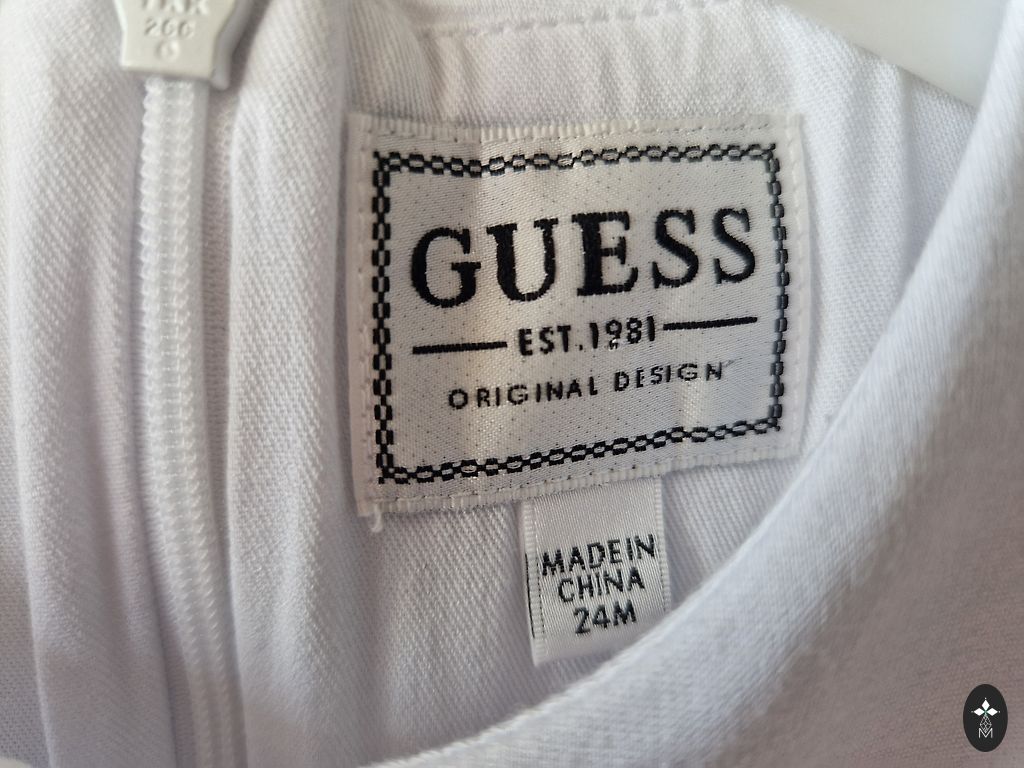 GUESS
EST.1981
ORIGINAL DESIGN
MADE IN
CHINA
24M